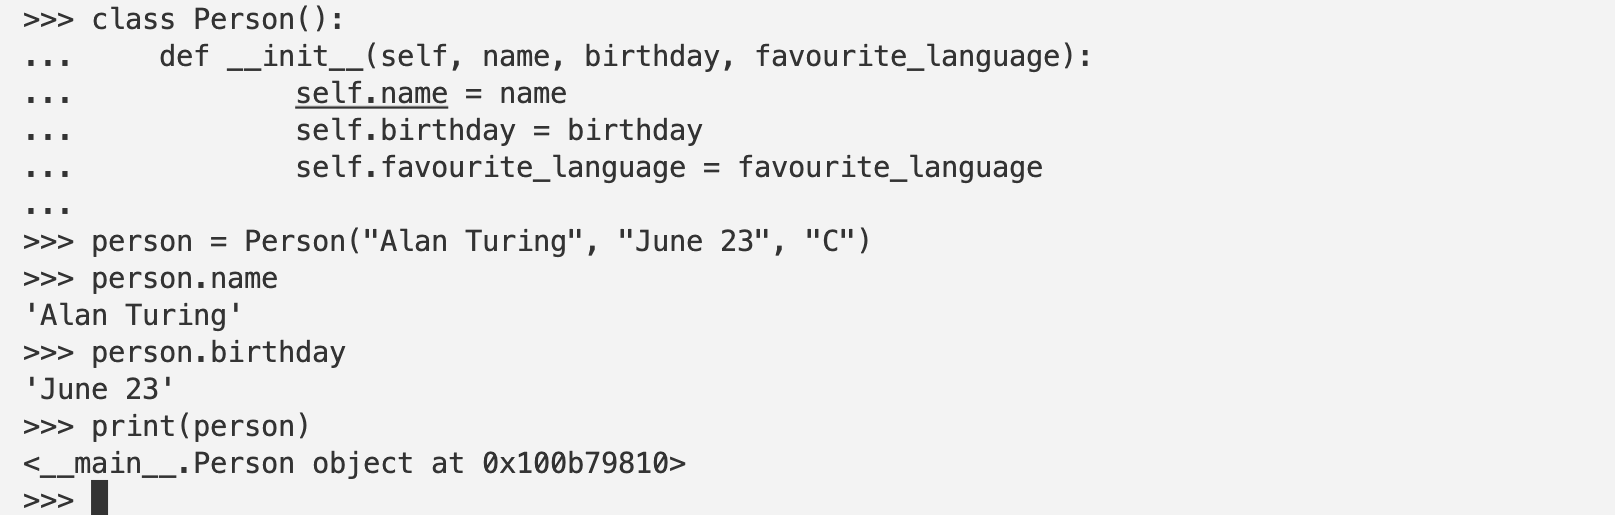 >>> class Person():
...     def __init__(self, name, birthday, favourite_language):
...             self.name = name
...             self.birthday = birthday
...             self.favourite_language = favourite_language
...
>>> person = Person("Alan Turing", "June 23", "C")
>>> person.name
'Alan Turing'
>>> person.birthday
'June 23'
>>> print(person)
<__main__.Person object at 0x100b79810>
>>>